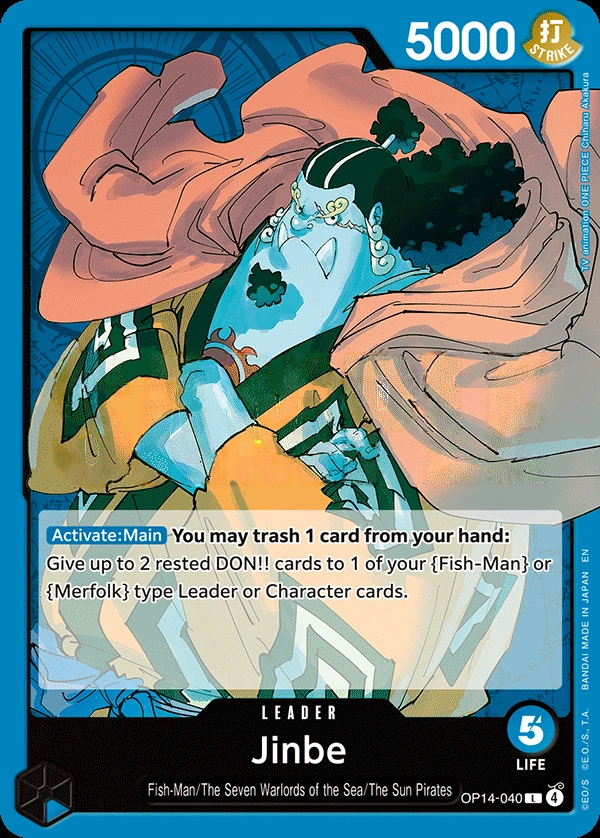 5000
打
STRIKE
TV animation/ONE PIECE Chiharu Akakura
Activate:Main You may trash 1 card from your hand:
Give up to 2 rested DON!! cards to 1 of your {Fish-Man} or
{Merfolk} type Leader or Character cards.
©EO/S ©E.O./S., T.A. BANDAI MADE IN JAPAN EN
LEADER
5
LIFE
Jinbe
Fish-Man/The Seven Warlords of the Sea/The Sun Pirates
OP14-040 L 4